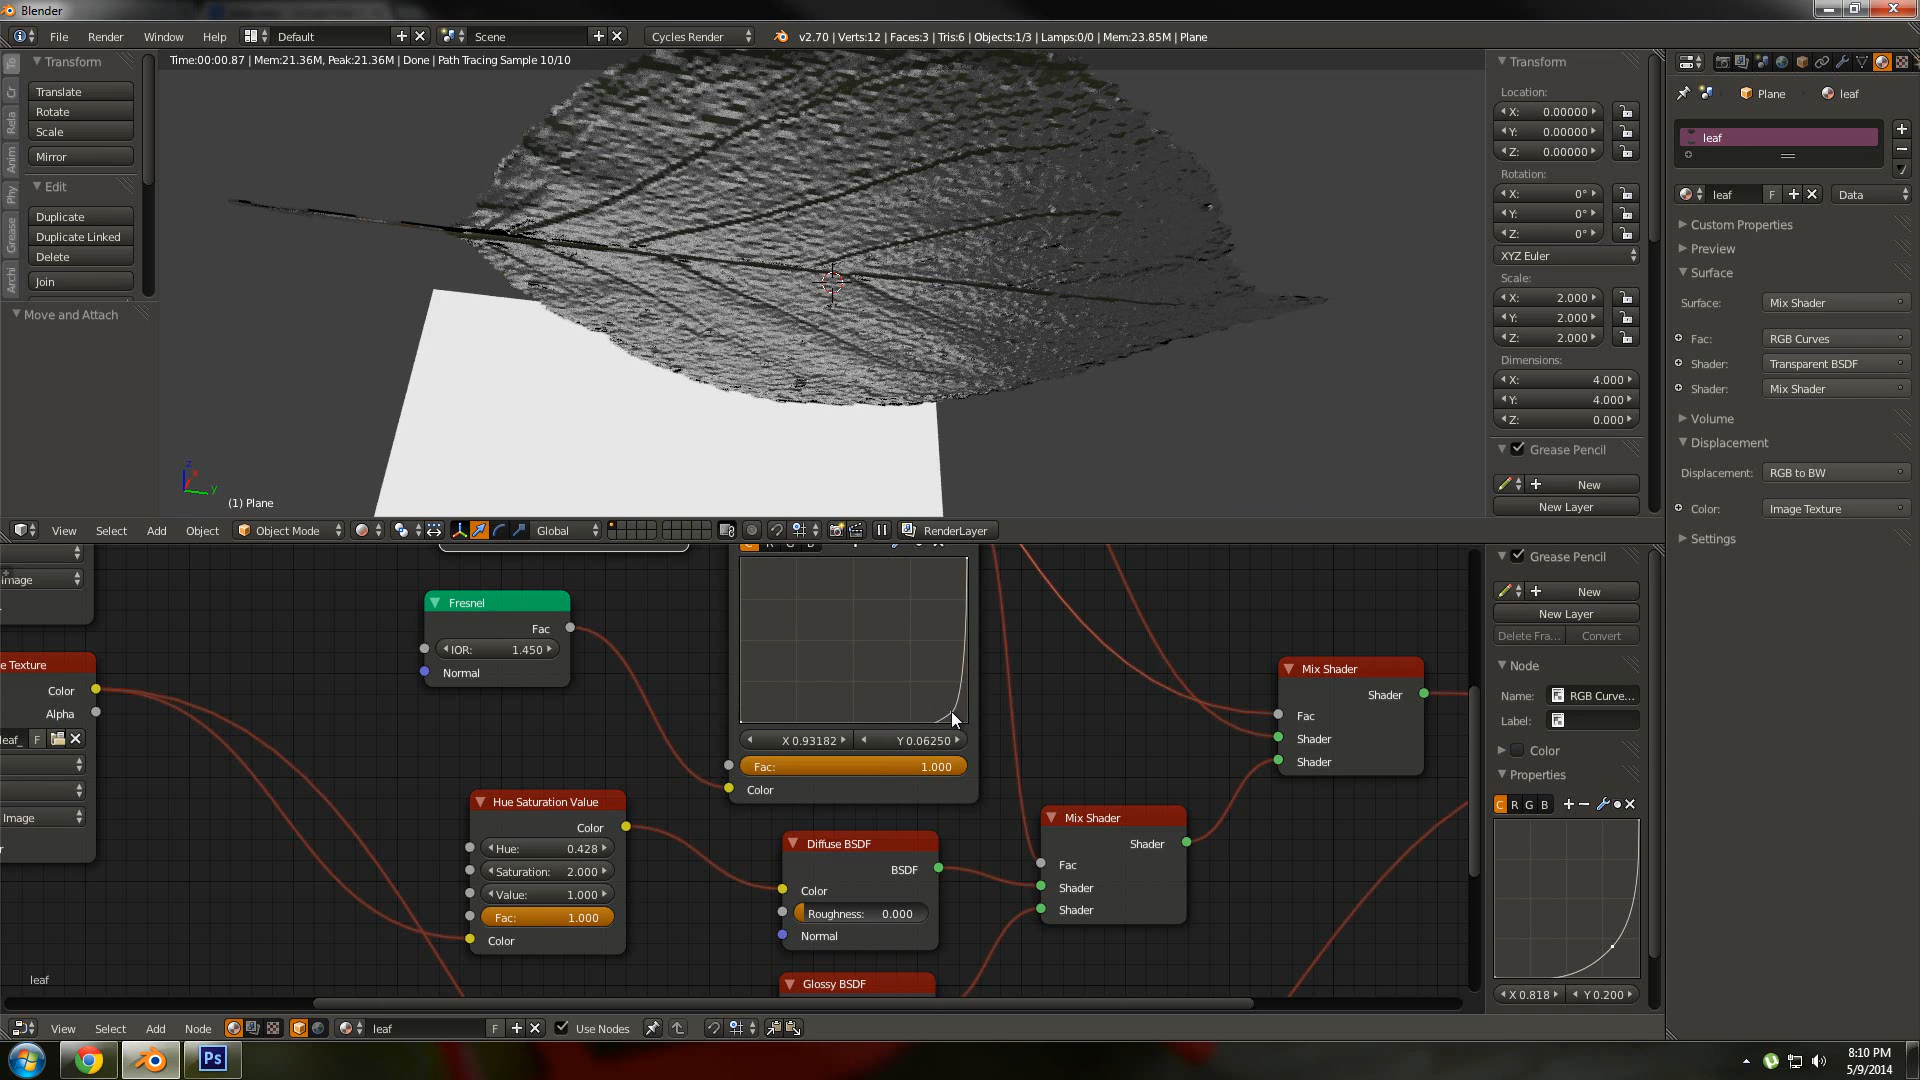 Blender
File Render Window Help Default Scene Cycles Render v2.70 | Verts:12 | Faces:3 | Tris:6 | Objects:1/3 | Lamps:0/0 | Mem:23.85M | Plane
Time:00:00.87 | Mem:21.36M, Peak:21.36M | Done | Path Tracing Sample 10/10
To
Cr
Rela
Anim
Phy
Grease
Archi
Transform
Translate
Rotate
Scale
Mirror
Edit
Duplicate
Duplicate Linked
Delete
Join
Move and Attach
(1) Plane
z
x
y
Transform
Location:
X: 0.00000
Y: 0.00000
Z: 0.00000
Rotation:
X: 0°
Y: 0°
Z: 0°
XYZ Euler
Scale:
X: 2.000
Y: 2.000
Z: 2.000
Dimensions:
X: 4.000
Y: 4.000
Z: 0.000
Grease Pencil
New
New Layer
Plane leaf
leaf
leaf F Data
Custom Properties
Preview
Surface
Surface: Mix Shader
Fac: RGB Curves
Shader: Transparent BSDF
Shader: Mix Shader
Volume
Displacement
Displacement: RGB to BW
Color: Image Texture
Settings
View Select Add Object Object Mode Global RenderLayer
Image
e Texture
Color
Alpha
leaf_ F
Image
Fresnel
Fac
IOR: 1.450
Normal
Hue Saturation Value
Color
Hue: 0.428
Saturation: 2.000
Value: 1.000
Fac: 1.000
Color
X 0.93182 Y 0.06250
Fac: 1.000
Color
Diffuse BSDF
BSDF
Color
Roughness: 0.000
Normal
Glossy BSDF
Mix Shader
Shader
Fac
Shader
Shader
Mix Shader
Shader
Fac
Shader
Shader
leaf
Grease Pencil
New
New Layer
Delete Fra... Convert
Node
Name: RGB Curve...
Label:
Color
Properties
C R G B
X 0.818 Y 0.200
View Select Add Node leaf F Use Nodes
Ps
8:10 PM
5/9/2014